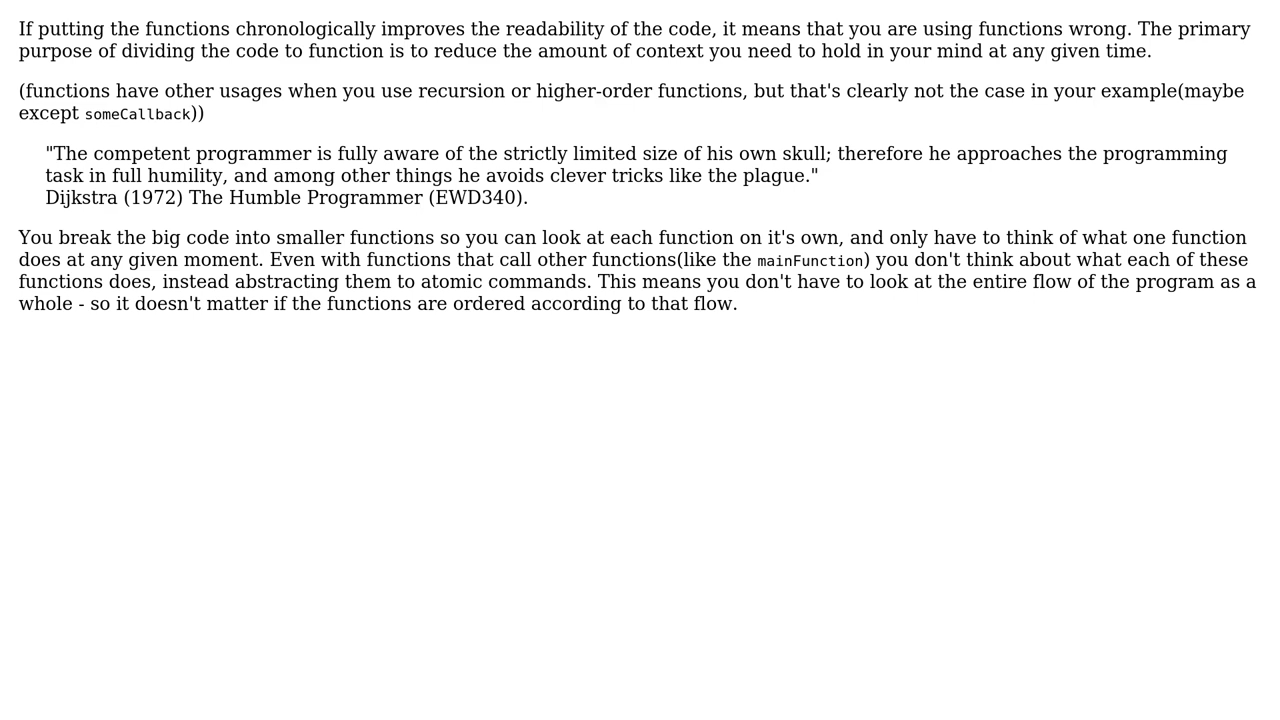 If putting the functions chronologically improves the readability of the code, it means that you are using functions wrong. The primary
purpose of dividing the code to function is to reduce the amount of context you need to hold in your mind at any given time.
(functions have other usages when you use recursion or higher-order functions, but that's clearly not the case in your example(maybe
except someCallback))
"The competent programmer is fully aware of the strictly limited size of his own skull; therefore he approaches the programming
task in full humility, and among other things he avoids clever tricks like the plague."
Dijkstra (1972) The Humble Programmer (EWD340).
You break the big code into smaller functions so you can look at each function on it's own, and only have to think of what one function
does at any given moment. Even with functions that call other functions(like the mainFunction) you don't think about what each of these
functions does, instead abstracting them to atomic commands. This means you don't have to look at the entire flow of the program as a
whole - so it doesn't matter if the functions are ordered according to that flow.